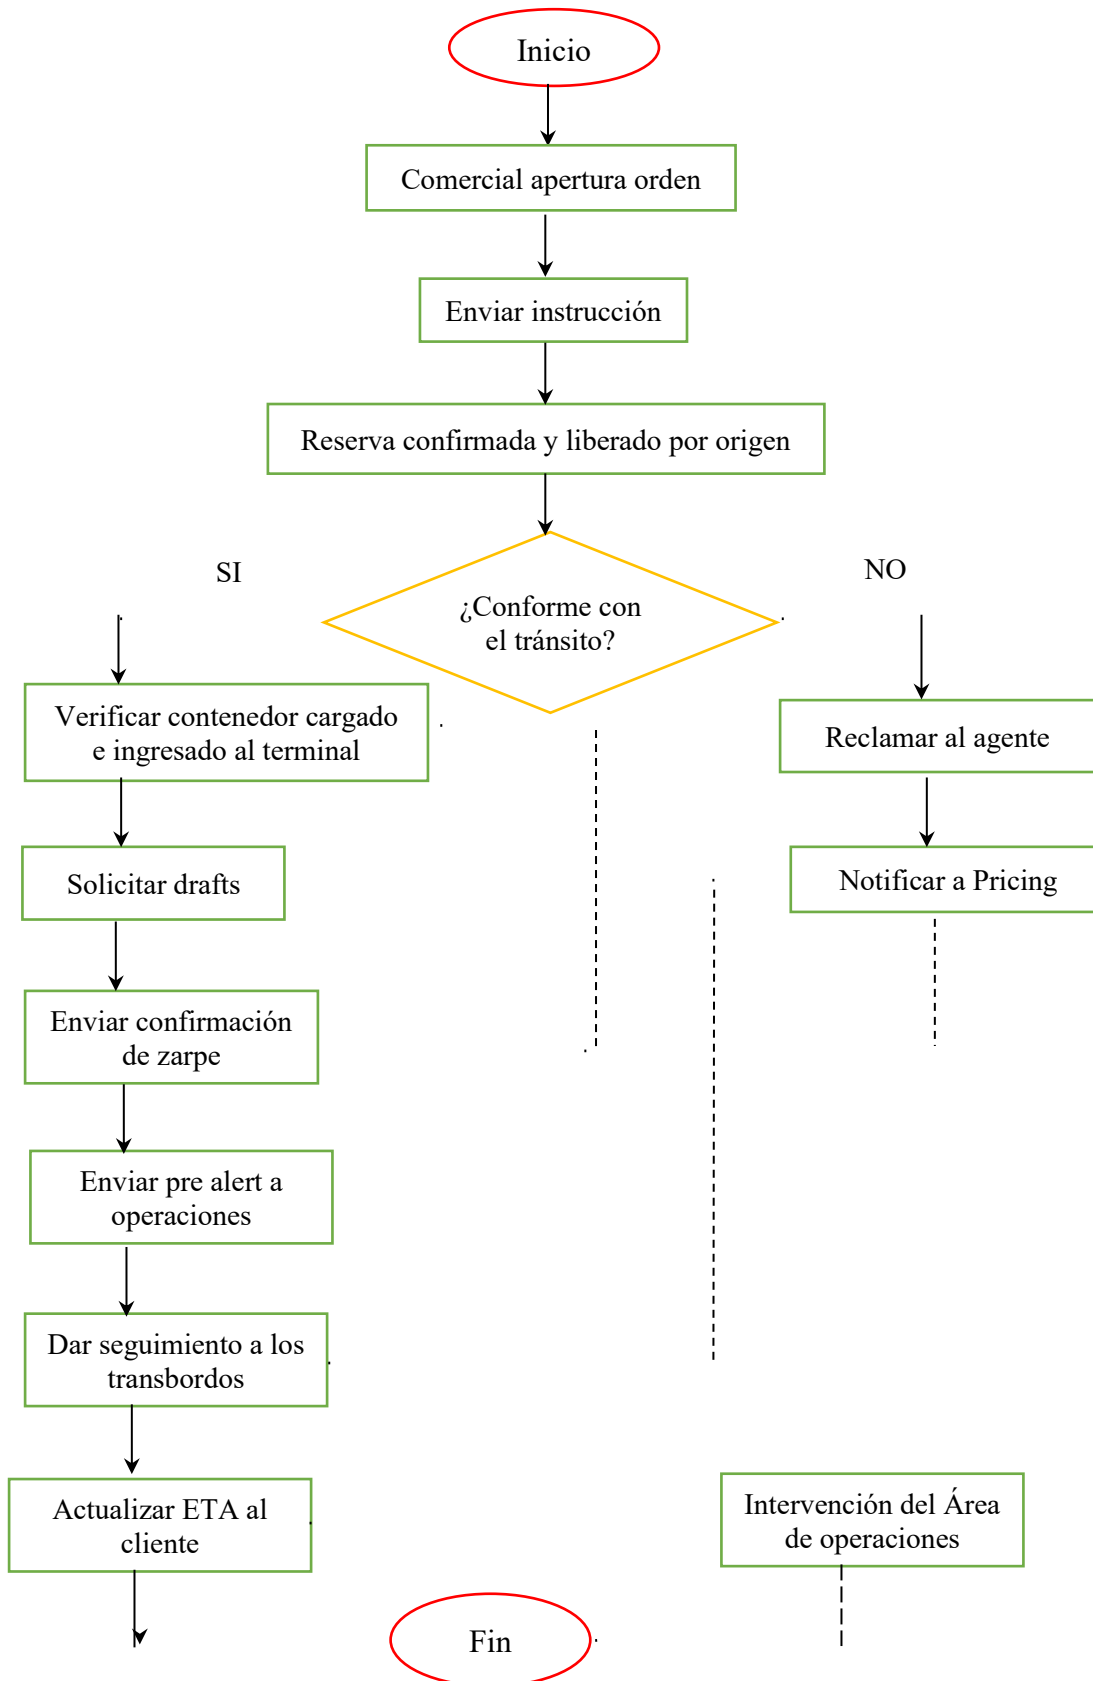 Inicio
Comercial apertura orden
Enviar instrucción
Reserva confirmada y liberado por origen
SI
NO
¿Conforme con
el tránsito?
Verificar contenedor cargado
e ingresado al terminal
Reclamar al agente
Solicitar drafts
Notificar a Pricing
Enviar confirmación
de zarpe
Enviar pre alert a
operaciones
Dar seguimiento a los
transbordos
Actualizar ETA al
cliente
Intervención del Área
de operaciones
Fin